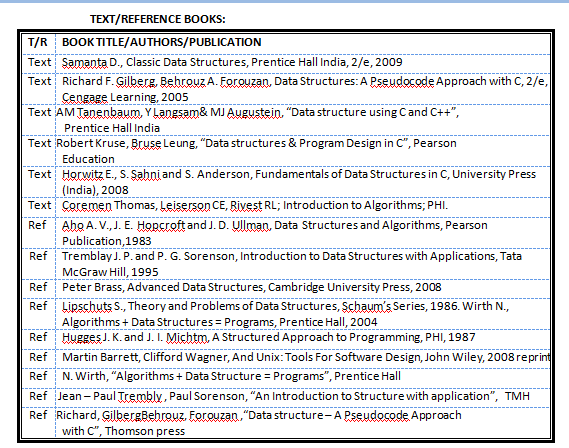 TEXT/REFERENCE BOOKS:
T/R BOOK TITLE/AUTHORS/PUBLICATION
Text Samanta D., Classic Data Structures, Prentice Hall India, 2/e, 2009
Text Richard F. Gilberg, Behrouz A. Forouzan, Data Structures: A Pseudocode Approach with C, 2/e,
Cengage Learning, 2005
Text AM Tanenbaum, Y Langsam& MJ Augustein, “Data structure using C and C++”,
Prentice Hall India
Text Robert Kruse, Bruse Leung, “Data structures & Program Design in C”, Pearson
Education
Text Horwitz E., S. Sahni and S. Anderson, Fundamentals of Data Structures in C, University Press
(India), 2008
Text Coremen Thomas, Leiserson CE, Rivest RL; Introduction to Algorithms; PHI.
Ref Aho A. V., J. E. Hopcroft and J. D. Ullman, Data Structures and Algorithms, Pearson
Publication,1983
Ref Tremblay J. P. and P. G. Sorenson, Introduction to Data Structures with Applications, Tata
McGraw Hill, 1995
Ref Peter Brass, Advanced Data Structures, Cambridge University Press, 2008
Ref Lipschuts S., Theory and Problems of Data Structures, Schaum’s Series, 1986. Wirth N.,
Algorithms + Data Structures = Programs, Prentice Hall, 2004
Ref Hugges J. K. and J. I. Michtm, A Structured Approach to Programming, PHI, 1987
Ref Martin Barrett, Clifford Wagner, And Unix: Tools For Software Design, John Wiley, 2008 reprint
Ref N. Wirth, “Algorithms + Data Structure = Programs”, Prentice Hall
Ref Jean – Paul Trembly , Paul Sorenson, “An Introduction to Structure with application”, TMH
Ref Richard, GilbergBehrouz, Forouzan ,“Data structure – A Pseudocode Approach
with C”, Thomson press